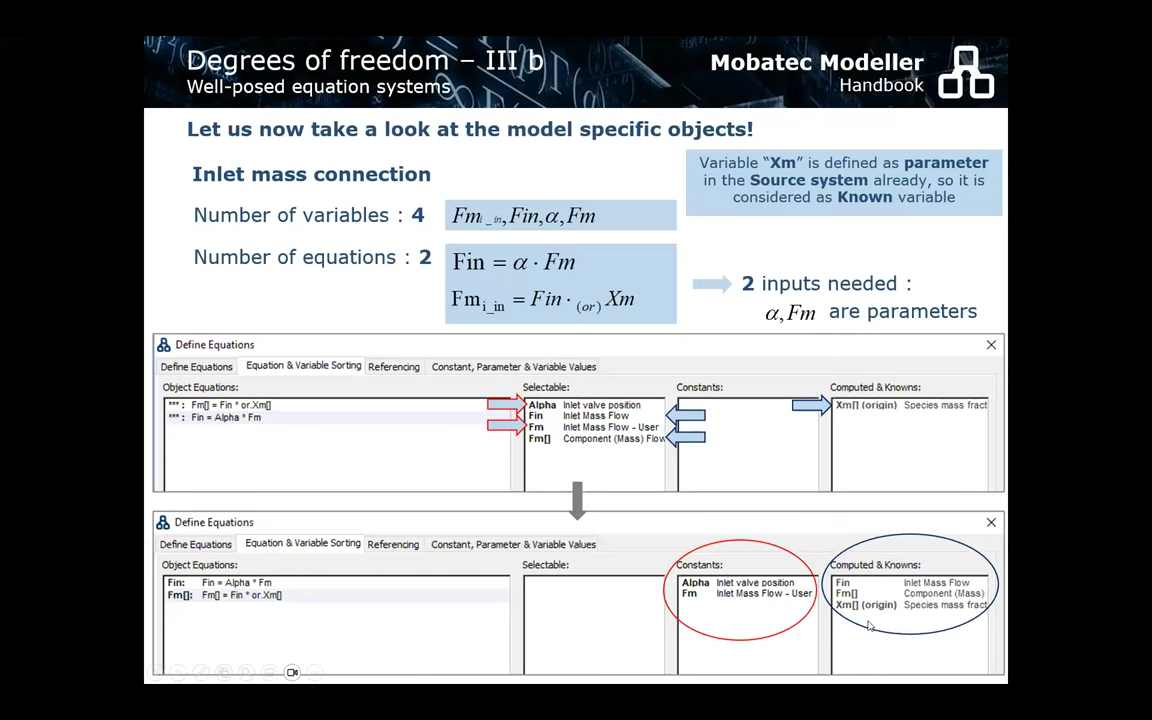 Degrees of freedom – III b
Well-posed equation systems
Mobatec Modeller
Handbook
Let us now take a look at the model specific objects!
Inlet mass connection
Variable “Xm” is defined as parameter
in the Source system already, so it is
considered as Known variable
Number of variables : 4
Fm i_in, Fin, α, Fm
Number of equations : 2
Fin = α · Fm
Fm i_in = Fin · (or) Xm
2 inputs needed :
α, Fm are parameters
Define Equations
Define Equations Equation & Variable Sorting Referencing Constant, Parameter & Variable Values
Object Equations: Selectable: Constants: Computed & Knowns:
*** : Fm[] = Fin * or.Xm[] Alpha Inlet valve position Xm[] (origin) Species mass fract
*** : Fin = Alpha * Fm Fin Inlet Mass Flow
Fm Inlet Mass Flow - User
Fm[] Component (Mass) Flow
Define Equations
Define Equations Equation & Variable Sorting Referencing Constant, Parameter & Variable Values
Object Equations: Selectable: Constants: Computed & Knowns:
Fin: Fin = Alpha * Fm Alpha Inlet valve position Fin Inlet Mass Flow
Fm[]: Fm[] = Fin * or.Xm[] Fm Inlet Mass Flow - User Fm[] Component (Mass)
Xm[] (origin) Species mass fract